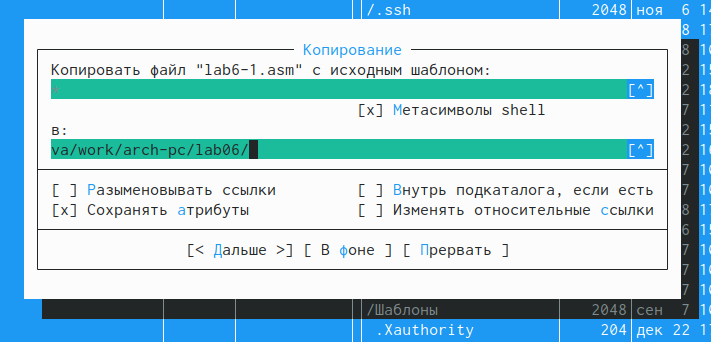 /.ssh 2048 ноя 6
Копирование
Копировать файл "lab6-1.asm" с исходным шаблоном:
* [^]
[x] Метасимволы shell
в:
va/work/arch-pc/lab06/ [^]
[ ] Разыменовывать ссылки [ ] Внутрь подкаталога, если есть
[x] Сохранять атрибуты [ ] Изменять относительные ссылки
[< Дальше >] [ В фоне ] [ Прервать ]
/Шаблоны 2048 сен 7
.Xauthority 204 дек 22